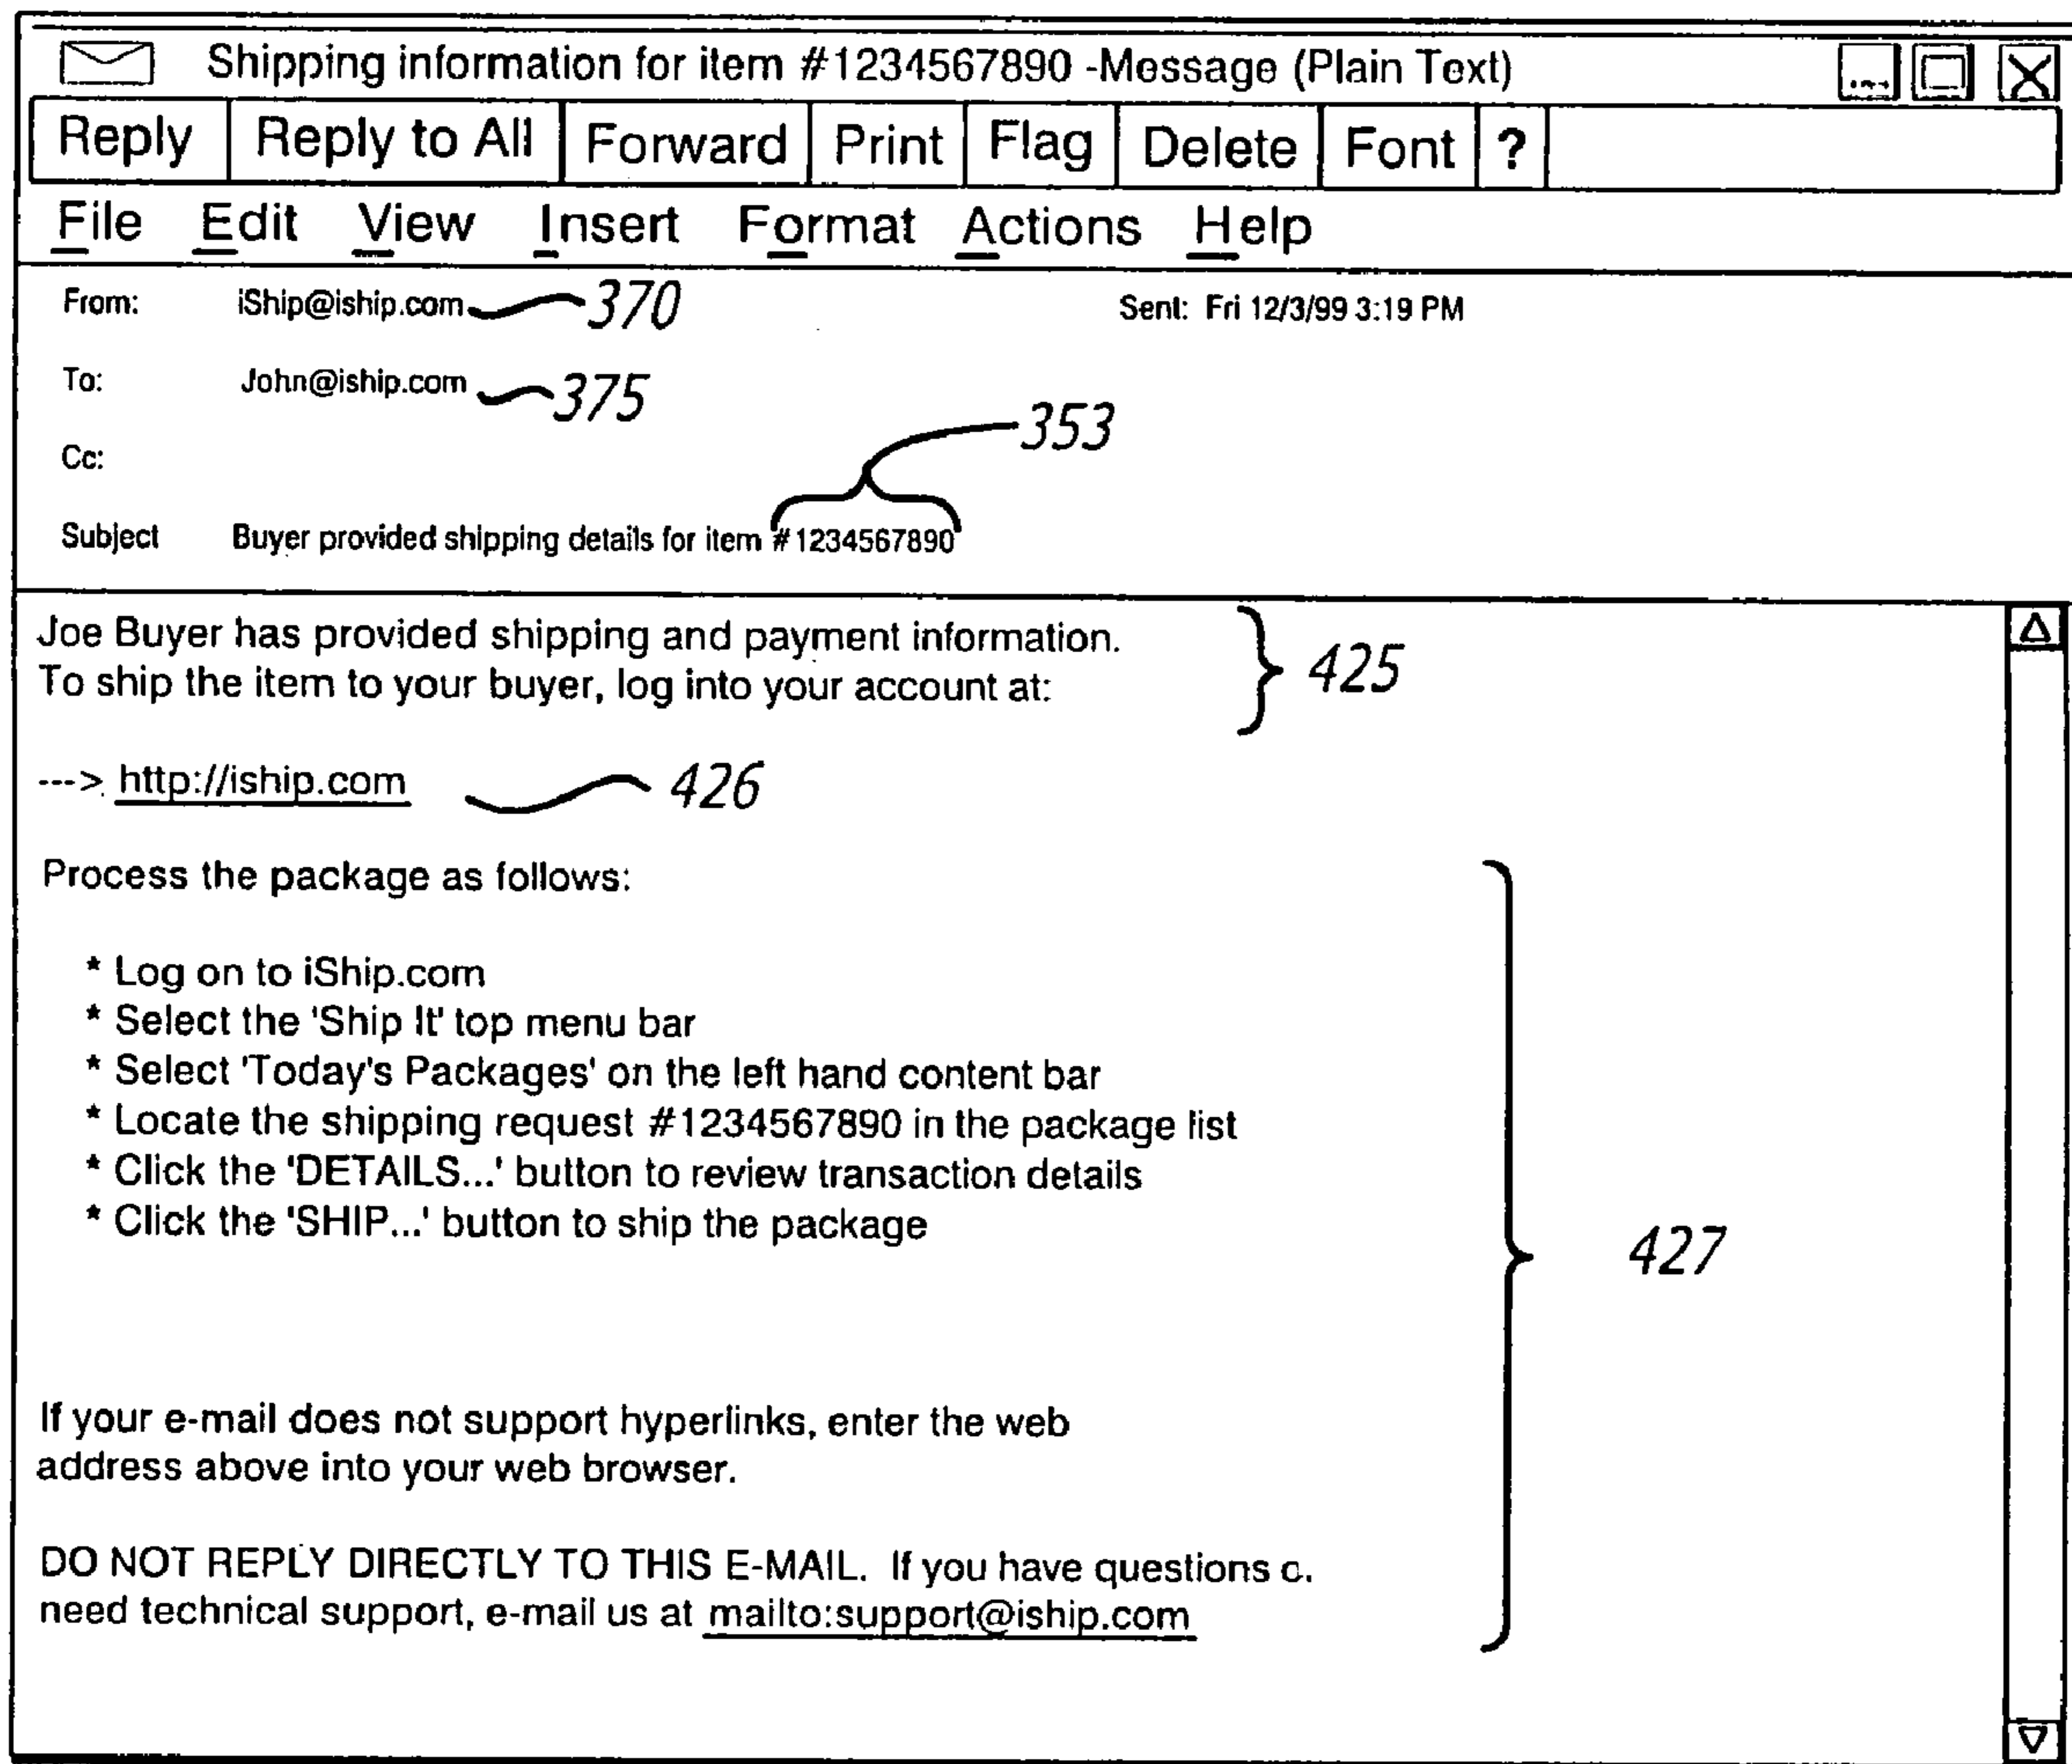 Shipping information for item #1234567890 -Message (Plain Text)
Reply Reply to All Forward Print Flag Delete Font ?
File Edit View Insert Format Actions Help
From: iShip@iship.com 370 Sent: Fri 12/3/99 3:19 PM
To: John@iship.com 375
353
Cc:
Subject Buyer provided shipping details for item #1234567890
Joe Buyer has provided shipping and payment information.
To ship the item to your buyer, log into your account at:
425
---> http://iship.com 426
Process the package as follows:
* Log on to iShip.com
* Select the 'Ship It' top menu bar
* Select 'Today's Packages' on the left hand content bar
* Locate the shipping request #1234567890 in the package list
* Click the 'DETAILS...' button to review transaction details
* Click the 'SHIP...' button to ship the package
427
If your e-mail does not support hyperlinks, enter the web
address above into your web browser.
DO NOT REPLY DIRECTLY TO THIS E-MAIL. If you have questions
need technical support, e-mail us at mailto:support@iship.com